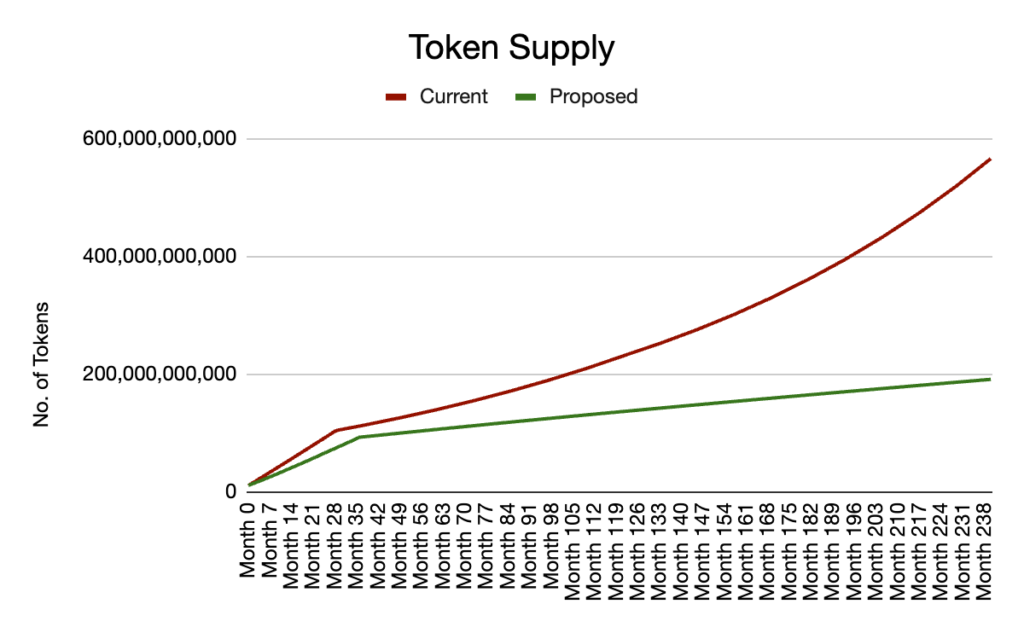 Token Supply
Current
Proposed
600,000,000,000
400,000,000,000
200,000,000,000
0
No. of Tokens
Month 0
Month 7
Month 14
Month 21
Month 28
Month 35
Month 42
Month 49
Month 56
Month 63
Month 70
Month 77
Month 84
Month 91
Month 98
Month 105
Month 112
Month 119
Month 126
Month 133
Month 140
Month 147
Month 154
Month 161
Month 168
Month 175
Month 182
Month 189
Month 196
Month 203
Month 210
Month 217
Month 224
Month 231
Month 238